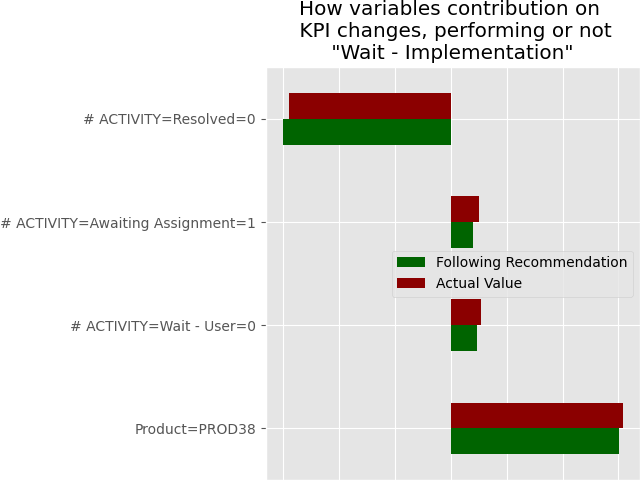 How variables contribution on
KPI changes, performing or not
"Wait - Implementation"
# ACTIVITY=Resolved=0
# ACTIVITY=Awaiting Assignment=1
Following Recommendation
Actual Value
# ACTIVITY=Wait - User=0
Product=PROD38